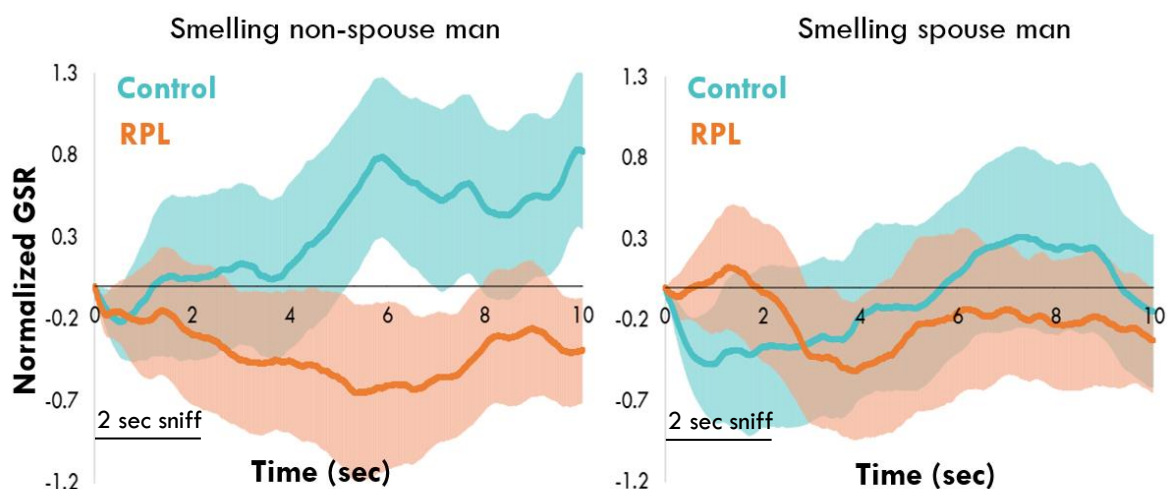 Smelling non-spouse man
1.3
Control
RPL
0.8
0.3
-0.2
-0.7
-1.2
Normalized GSR
0 2 4 6 8 10
2 sec sniff
Time (sec)
Smelling spouse man
1.3
Control
RPL
0.8
0.3
-0.2
-0.7
-1.2
0 2 4 6 8 10
2 sec sniff
Time (sec)